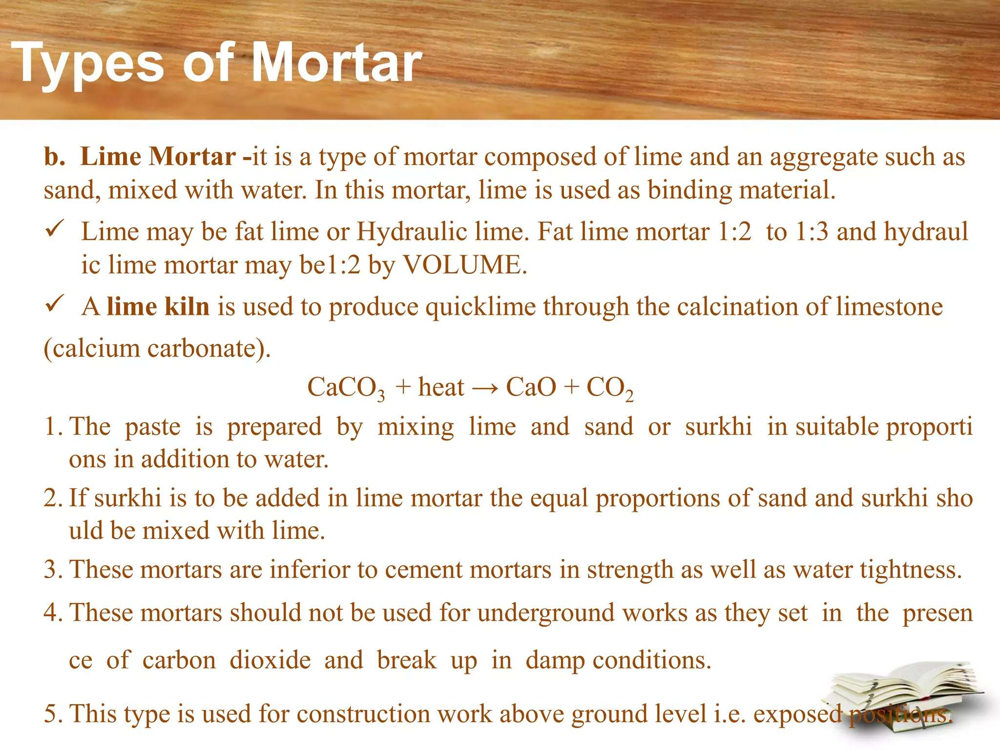 Types of Mortar
b. Lime Mortar -it is a type of mortar composed of lime and an aggregate such as
sand, mixed with water. In this mortar, lime is used as binding material.
✓ Lime may be fat lime or Hydraulic lime. Fat lime mortar 1:2 to 1:3 and hydraul
ic lime mortar may be1:2 by VOLUME.
✓ A lime kiln is used to produce quicklime through the calcination of limestone
(calcium carbonate).
CaCO₃ + heat → CaO + CO₂
1. The paste is prepared by mixing lime and sand or surkhi in suitable proporti
ons in addition to water.
2. If surkhi is to be added in lime mortar the equal proportions of sand and surkhi sho
uld be mixed with lime.
3. These mortars are inferior to cement mortars in strength as well as water tightness.
4. These mortars should not be used for underground works as they set in the presen
ce of carbon dioxide and break up in damp conditions.
5. This type is used for construction work above ground level i.e. exposed positions.